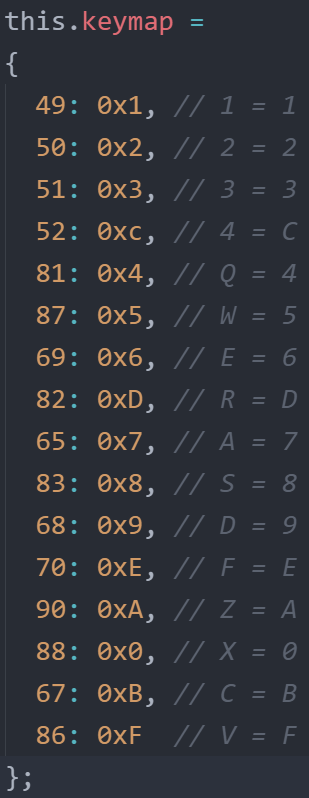 this.keymap =
{
49: 0x1, // 1 = 1
50: 0x2, // 2 = 2
51: 0x3, // 3 = 3
52: 0xc, // 4 = C
81: 0x4, // Q = 4
87: 0x5, // W = 5
69: 0x6, // E = 6
82: 0xD, // R = D
65: 0x7, // A = 7
83: 0x8, // S = 8
68: 0x9, // D = 9
70: 0xE, // F = E
90: 0xA, // Z = A
88: 0x0, // X = 0
67: 0xB, // C = B
86: 0xF // V = F
};